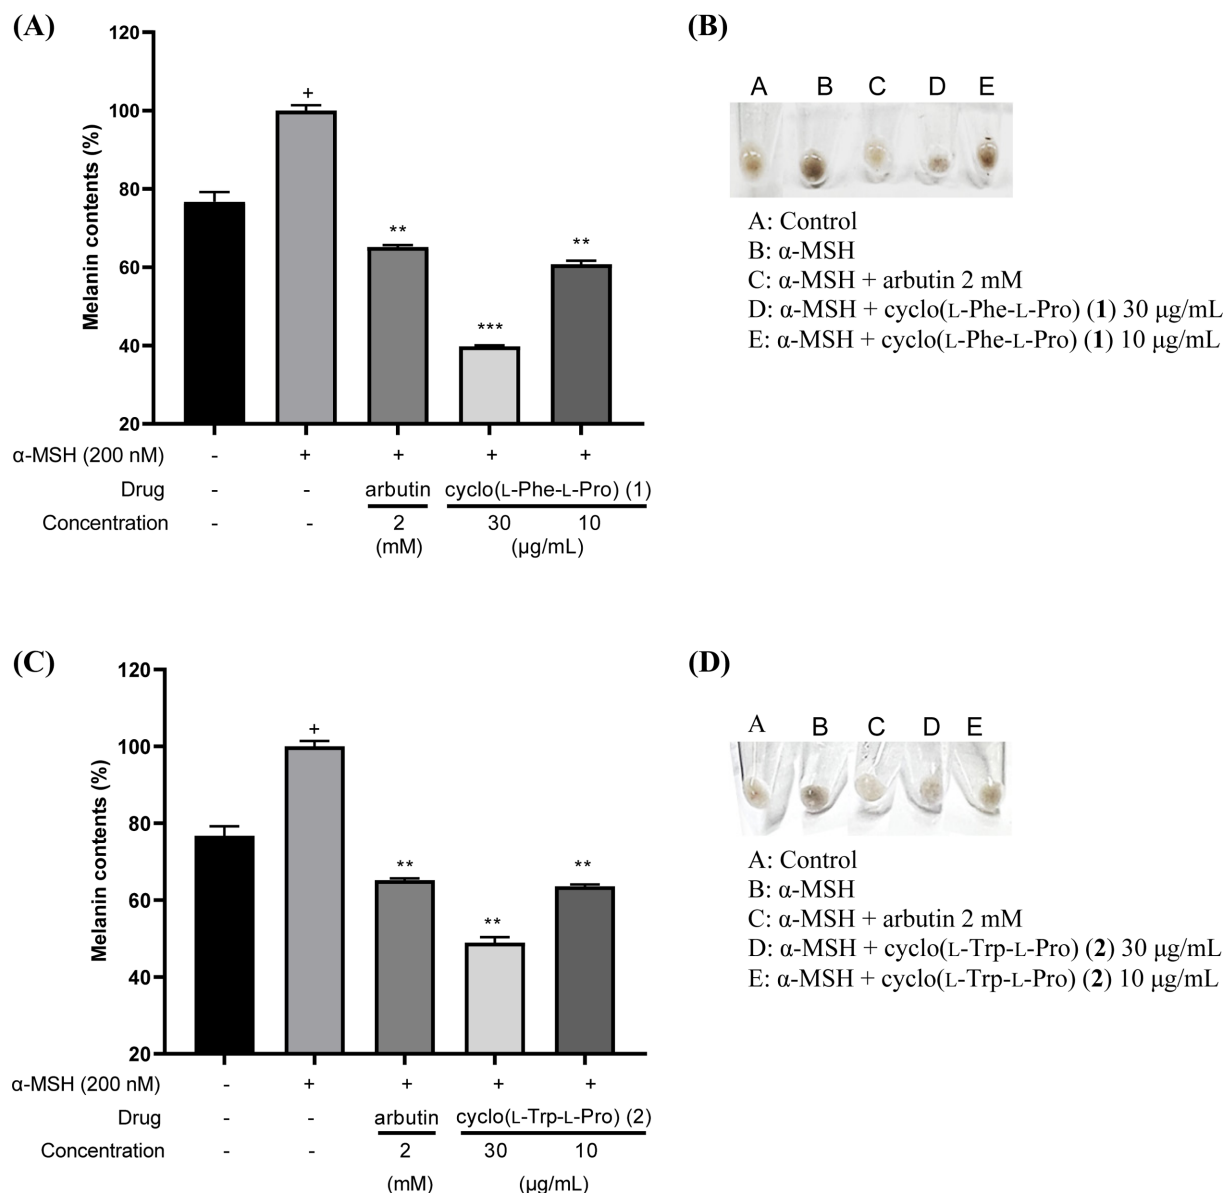 (A)
120
100
80
60
40
20
Melanin contents (%)
+
**
***
**
α-MSH (200 nM) - + + + +
Drug - - arbutin cyclo(L-Phe-L-Pro) (1)
Concentration - - 2 30 10
(mM) (μg/mL)
(B)
A B C D E
A: Control
B: α-MSH
C: α-MSH + arbutin 2 mM
D: α-MSH + cyclo(L-Phe-L-Pro) (1) 30 μg/mL
E: α-MSH + cyclo(L-Phe-L-Pro) (1) 10 μg/mL
(C)
120
100
80
60
40
20
Melanin contents (%)
+
**
**
**
α-MSH (200 nM) - + + + +
Drug - - arbutin cyclo(L-Trp-L-Pro) (2)
Concentration - - 2 30 10
(mM) (μg/mL)
(D)
A B C D E
A: Control
B: α-MSH
C: α-MSH + arbutin 2 mM
D: α-MSH + cyclo(L-Trp-L-Pro) (2) 30 μg/mL
E: α-MSH + cyclo(L-Trp-L-Pro) (2) 10 μg/mL